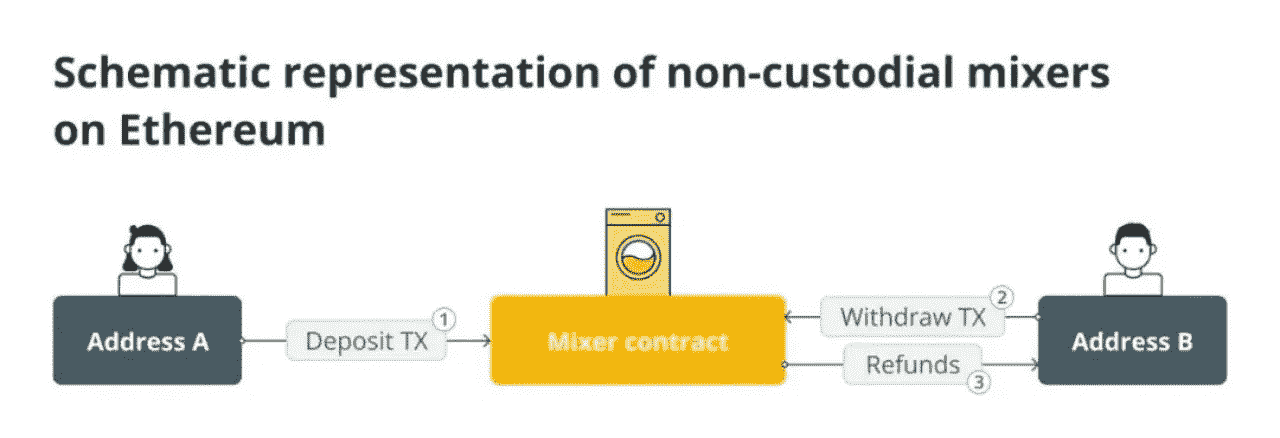 Schematic representation of non-custodial mixers
on Ethereum
Address A
Deposit TX
1
Mixer contract
Withdraw TX
2
Refunds
3
Address B